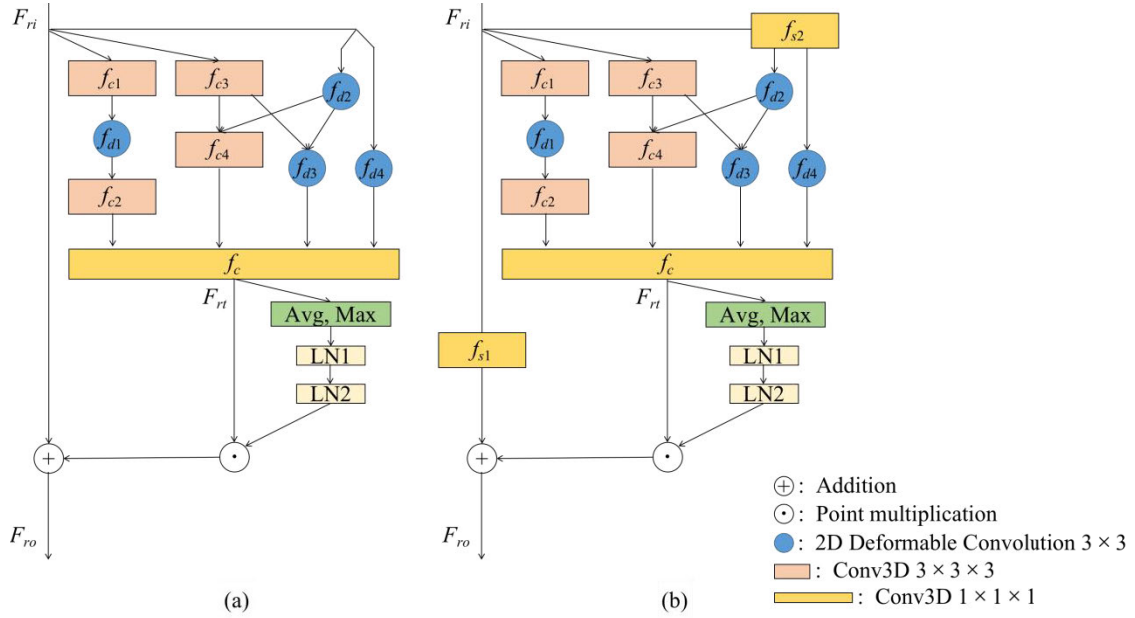 F_ri
f_c1
f_c3
f_d2
f_d1
f_c4
f_d3
f_d4
f_c2
f_c
F_rt
Avg, Max
LN1
LN2
+
·
F_ro
(a)
F_ri
f_s2
f_c1
f_c3
f_d2
f_d1
f_c4
f_d3
f_d4
f_c2
f_c
F_rt
Avg, Max
f_s1
LN1
LN2
+
·
F_ro
(b)
+ : Addition
· : Point multiplication
: 2D Deformable Convolution 3 × 3
: Conv3D 3 × 3 × 3
: Conv3D 1 × 1 × 1